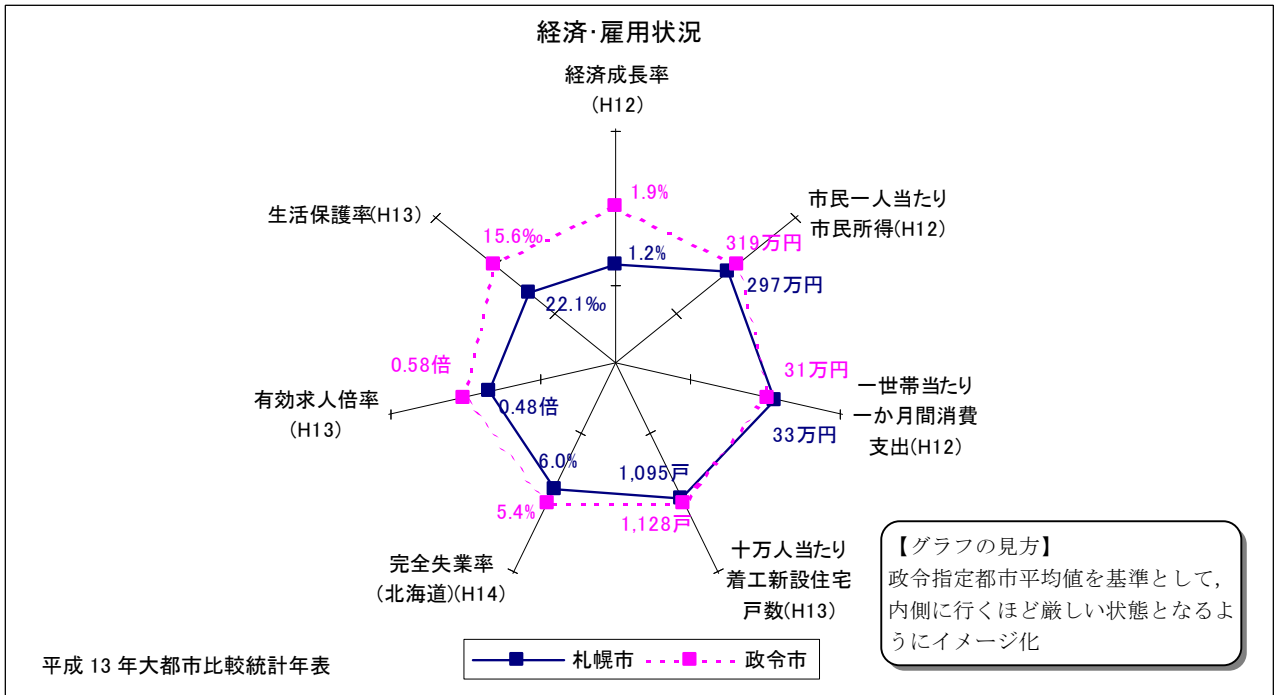 経済･雇用状況
経済成長率
(H12)
1.9%
1.2%
市民一人当たり
市民所得(H12)
319万円
297万円
一世帯当たり
一か月間消費
支出(H12)
31万円
33万円
十万人当たり
着工新設住宅
戸数(H13)
1,095戸
1,128戸
完全失業率
(北海道)(H14)
6.0%
5.4%
有効求人倍率
(H13)
0.58倍
0.48倍
生活保護率(H13)
15.6‰
22.1‰
【グラフの見方】
政令指定都市平均値を基準として,
内側に行くほど厳しい状態となるよ
うにイメージ化
札幌市
政令市
平成 13 年大都市比較統計年表